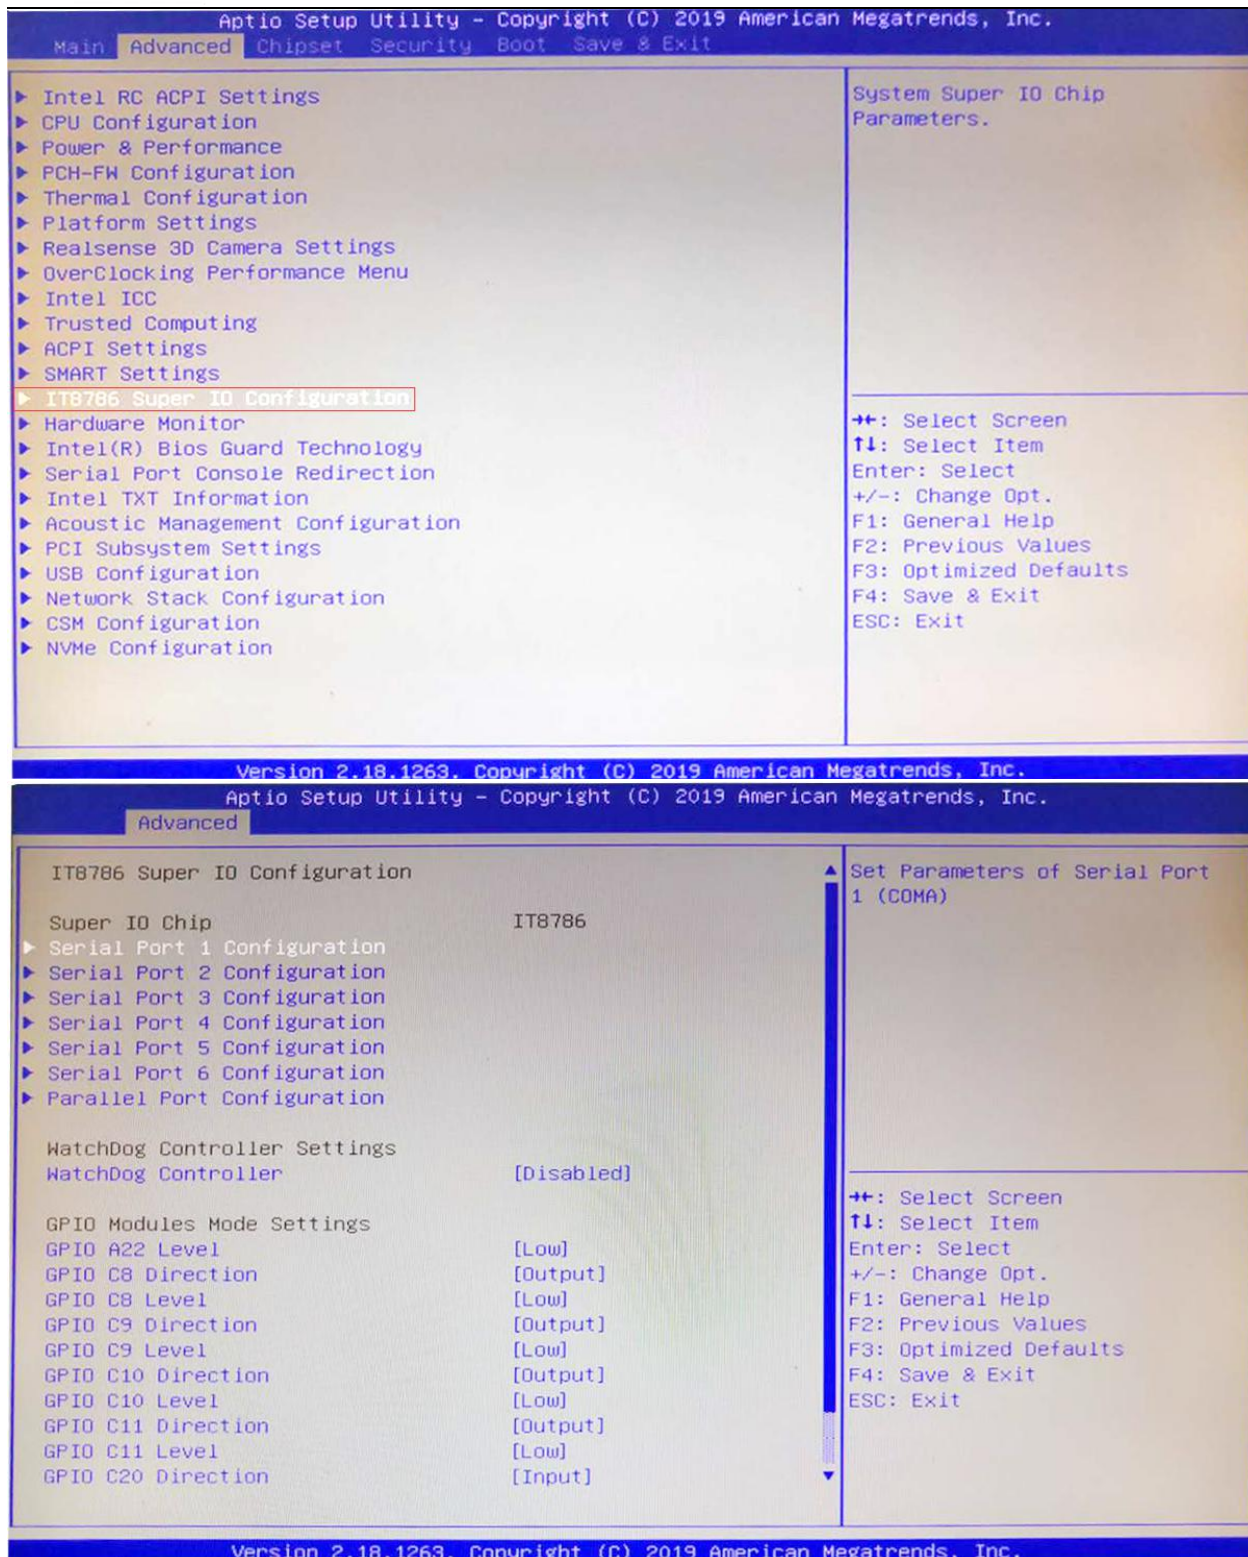 Aptio Setup Utility – Copyright (C) 2019 American Megatrends, Inc.
Main Advanced Chipset Security Boot Save & Exit
▶ Intel RC ACPI Settings
▶ CPU Configuration
▶ Power & Performance
▶ PCH-FW Configuration
▶ Thermal Configuration
▶ Platform Settings
▶ Realsense 3D Camera Settings
▶ OverClocking Performance Menu
▶ Intel ICC
▶ Trusted Computing
▶ ACPI Settings
▶ SMART Settings
▶ IT8786 Super IO Configuration
▶ Hardware Monitor
▶ Intel(R) Bios Guard Technology
▶ Serial Port Console Redirection
▶ Intel TXT Information
▶ Acoustic Management Configuration
▶ PCI Subsystem Settings
▶ USB Configuration
▶ Network Stack Configuration
▶ CSM Configuration
▶ NVMe Configuration
System Super IO Chip
Parameters.
→←: Select Screen
↑↓: Select Item
Enter: Select
+/-: Change Opt.
F1: General Help
F2: Previous Values
F3: Optimized Defaults
F4: Save & Exit
ESC: Exit
Version 2.18.1263. Copyright (C) 2019 American Megatrends, Inc.
Aptio Setup Utility – Copyright (C) 2019 American Megatrends, Inc.
Advanced
IT8786 Super IO Configuration
Super IO Chip IT8786
▶ Serial Port 1 Configuration
▶ Serial Port 2 Configuration
▶ Serial Port 3 Configuration
▶ Serial Port 4 Configuration
▶ Serial Port 5 Configuration
▶ Serial Port 6 Configuration
▶ Parallel Port Configuration
WatchDog Controller Settings
WatchDog Controller [Disabled]
GPIO Modules Mode Settings
GPIO A22 Level [Low]
GPIO C8 Direction [Output]
GPIO C8 Level [Low]
GPIO C9 Direction [Output]
GPIO C9 Level [Low]
GPIO C10 Direction [Output]
GPIO C10 Level [Low]
GPIO C11 Direction [Output]
GPIO C11 Level [Low]
GPIO C20 Direction [Input]
Set Parameters of Serial Port
1 (COMA)
→←: Select Screen
↑↓: Select Item
Enter: Select
+/-: Change Opt.
F1: General Help
F2: Previous Values
F3: Optimized Defaults
F4: Save & Exit
ESC: Exit
Version 2.18.1263. Copyright (C) 2019 American Megatrends, Inc.